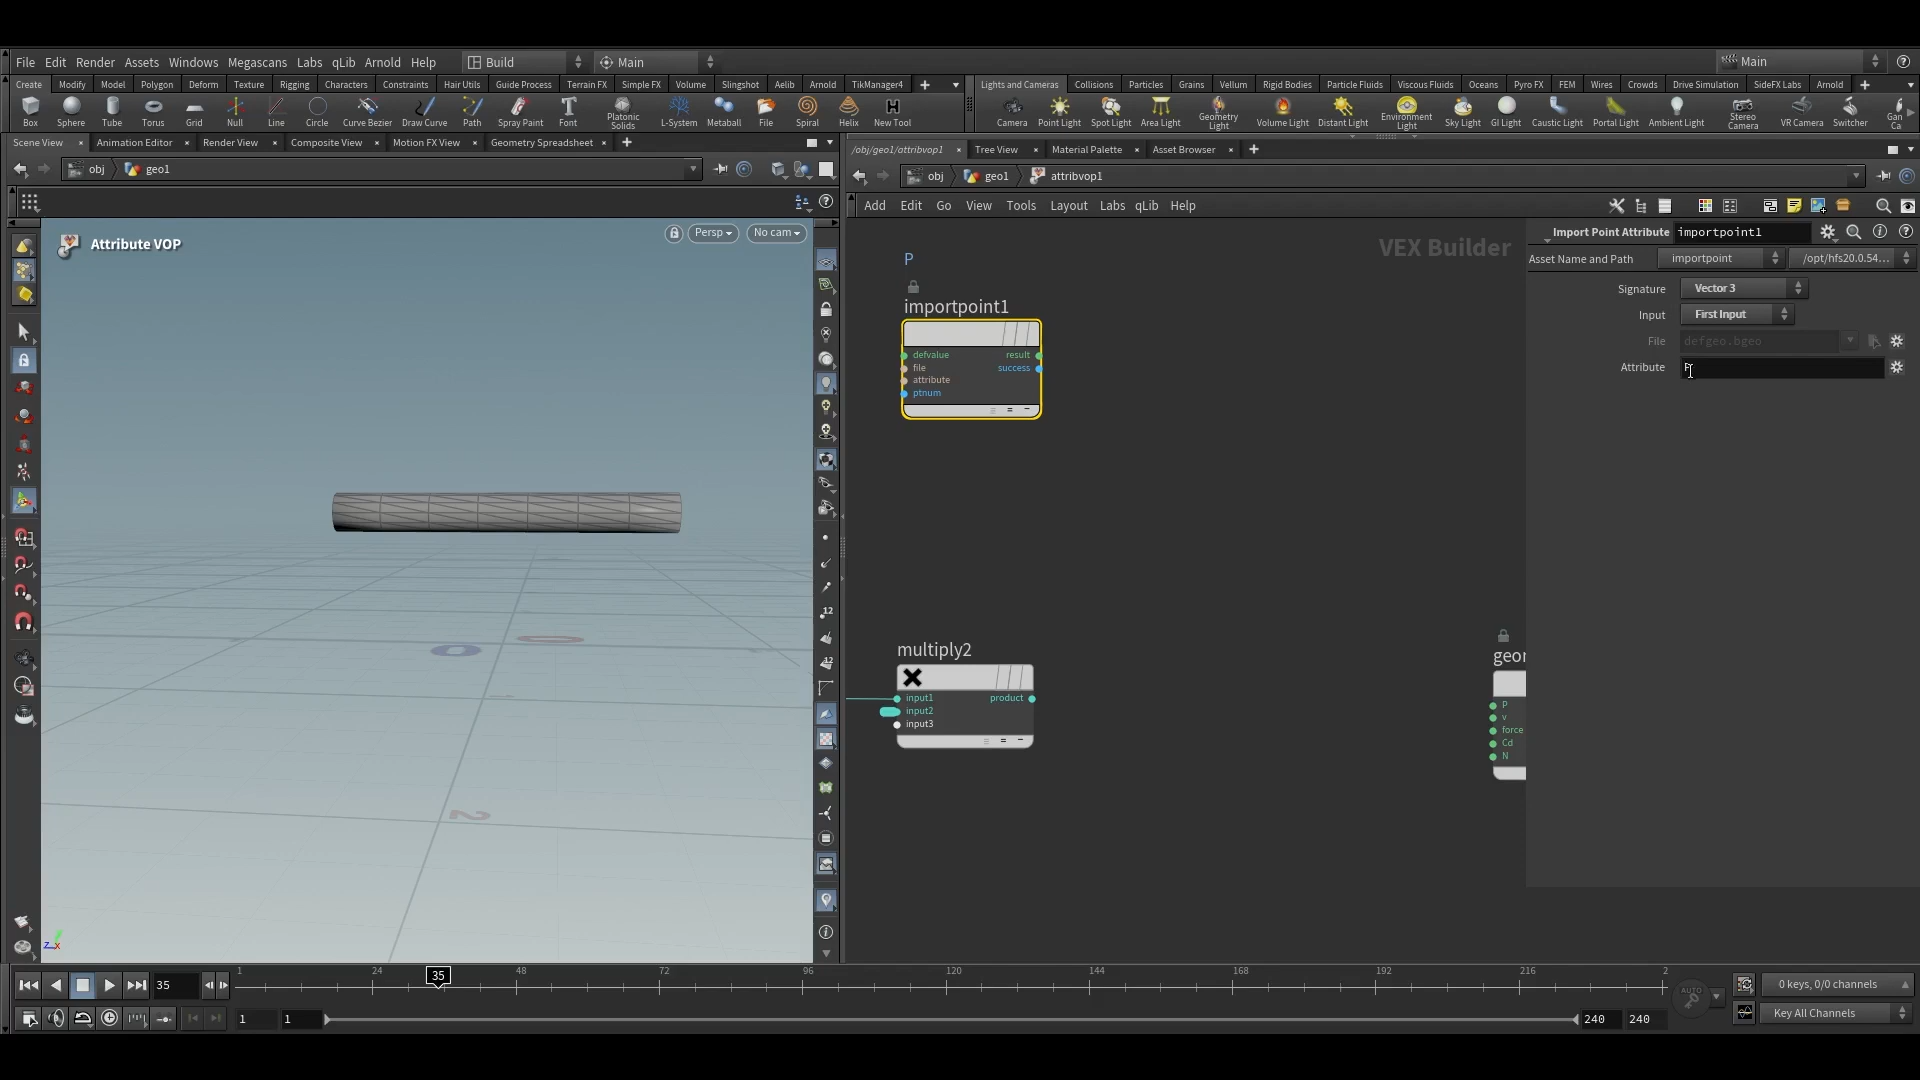 File Edit Render Assets Windows Megascans Labs qLib Arnold Help Build Main Main
Create Modify Model Polygon Deform Texture Rigging Characters Constraints Hair Utils Guide Process Terrain FX Simple FX Volume Slingshot Aelib Arnold TikManager4
Lights and Cameras Collisions Particles Grains Vellum Rigid Bodies Particle Fluids Viscous Fluids Oceans Pyro FX FEM Wires Crowds Drive Simulation SideFX Labs Arnold
Box Sphere Tube Torus Grid Null Line Circle Curve Bezier Draw Curve Path Spray Paint Font Platonic Solids L-System Metaball File Spiral Helix New Tool
Camera Point Light Spot Light Area Light Geometry Light Volume Light Distant Light Environment Light Sky Light GI Light Caustic Light Portal Light Ambient Light Stereo Camera VR Camera Switcher Gan Ca
Scene View Animation Editor Render View Composite View Motion FX View Geometry Spreadsheet
/obj/geo1/attribvop1 Tree View Material Palette Asset Browser
obj geo1
obj geo1 attribvop1
Add Edit Go View Tools Layout Labs qLib Help
Attribute VOP
Persp No cam
VEX Builder
P
importpoint1
defvalue result
file success
attribute
ptnum
multiply2
input1 product
input2
input3
geor
P
v
force
Cd
N
Import Point Attribute importpoint1
Asset Name and Path importpoint /opt/hfs20.0.54...
Signature Vector 3
Input First Input
File defgeo.bgeo
Attribute P
12
12
0
0
2
z x
1 24 48 72 96 120 144 168 192 216 2
35
35
AUTO
0 keys, 0/0 channels
1 1 240 240
Key All Channels